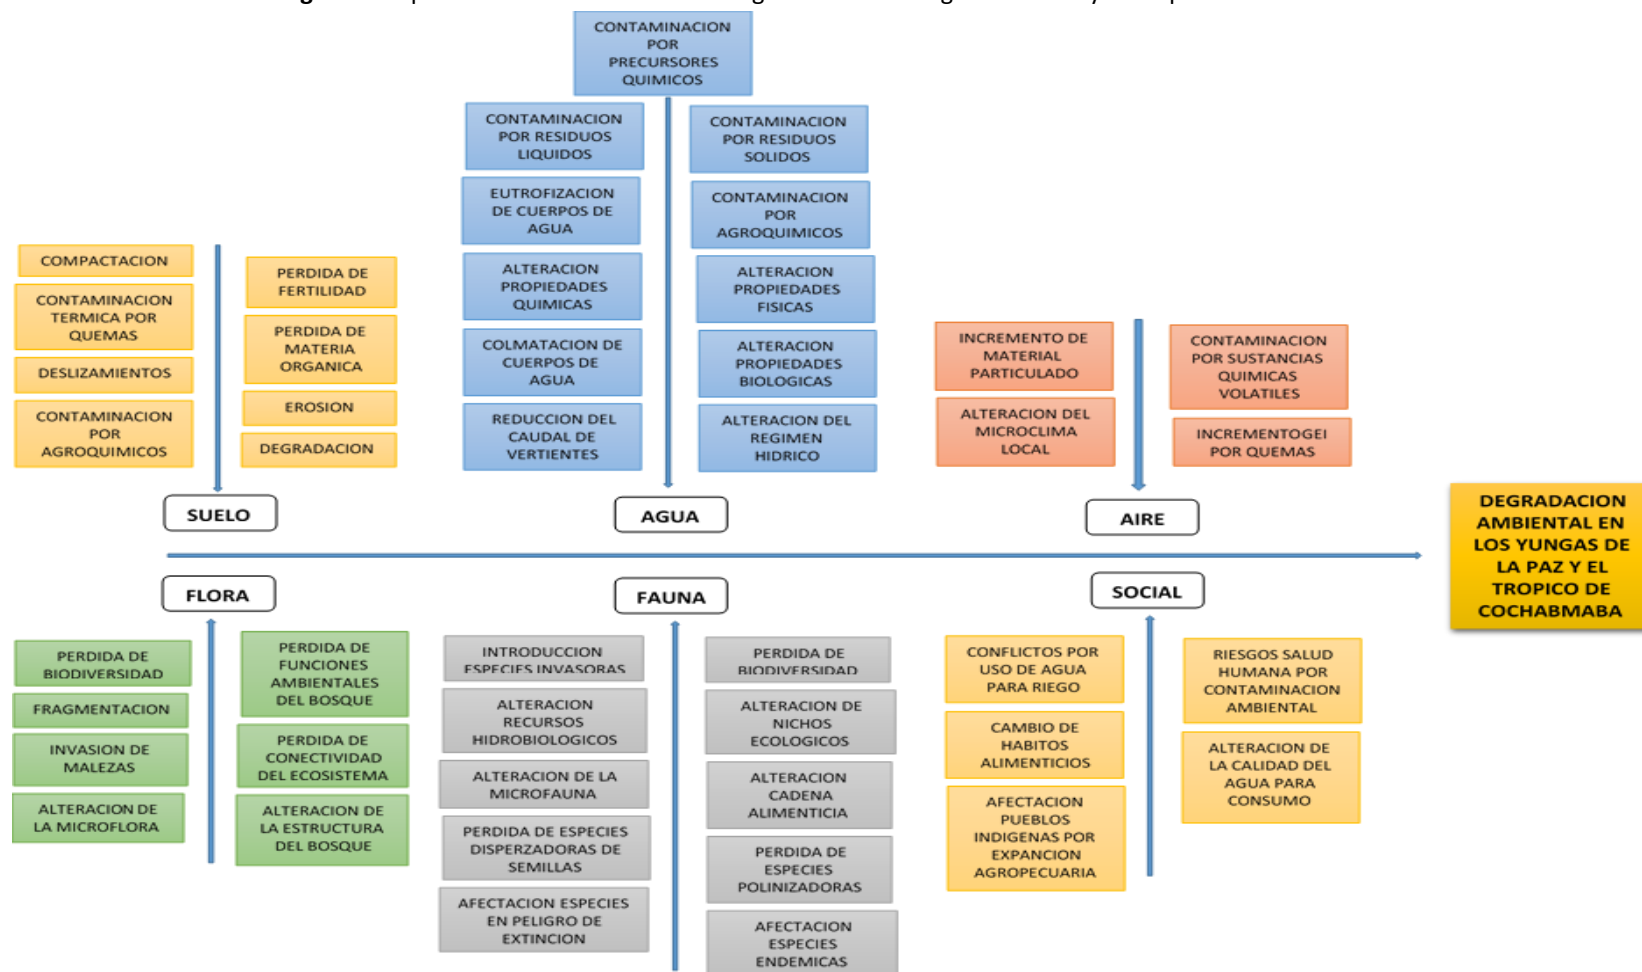 CONTAMINACION
POR
PRECURSORES
QUIMICOS
CONTAMINACION
POR RESIDUOS
LIQUIDOS
CONTAMINACION
POR RESIDUOS
SOLIDOS
EUTROFIZACION
DE CUERPOS DE
AGUA
CONTAMINACION
POR
AGROQUIMICOS
ALTERACION
PROPIEDADES
QUIMICAS
ALTERACION
PROPIEDADES
FISICAS
COLMATACION DE
CUERPOS DE
AGUA
ALTERACION
PROPIEDADES
BIOLOGICAS
REDUCCION DEL
CAUDAL DE
VERTIENTES
ALTERACION DEL
REGIMEN
HIDRICO
COMPACTACION
CONTAMINACION
TERMICA POR
QUEMAS
DESLIZAMIENTOS
CONTAMINACION
POR
AGROQUIMICOS
PERDIDA DE
FERTILIDAD
PERDIDA DE
MATERIA
ORGANICA
EROSION
DEGRADACION
INCREMENTO DE
MATERIAL
PARTICULADO
ALTERACION DEL
MICROCLIMA
LOCAL
CONTAMINACION
POR SUSTANCIAS
QUIMICAS
VOLATILES
INCREMENTOGEI
POR QUEMAS
SUELO
AGUA
AIRE
DEGRADACION
AMBIENTAL EN
LOS YUNGAS DE
LA PAZ Y EL
TROPICO DE
COCHABMABA
FLORA
FAUNA
SOCIAL
PERDIDA DE
BIODIVERSIDAD
FRAGMENTACION
INVASION DE
MALEZAS
ALTERACION DE
LA MICROFLORA
PERDIDA DE
FUNCIONES
AMBIENTALES
DEL BOSQUE
PERDIDA DE
CONECTIVIDAD
DEL ECOSISTEMA
ALTERACION DE
LA ESTRUCTURA
DEL BOSQUE
INTRODUCCION
ESPECIES INVASORAS
ALTERACION
RECURSOS
HIDROBIOLOGICOS
ALTERACION DE LA
MICROFAUNA
PERDIDA DE ESPECIES
DISPERZADORAS DE
SEMILLAS
AFECTACION ESPECIES
EN PELIGRO DE
EXTINCION
PERDIDA DE
BIODIVERSIDAD
ALTERACION DE
NICHOS
ECOLOGICOS
ALTERACION
CADENA
ALIMENTICIA
PERDIDA DE
ESPECIES
POLINIZADORAS
AFECTACION
ESPECIES
ENDEMICAS
CONFLICTOS POR
USO DE AGUA
PARA RIEGO
CAMBIO DE
HABITOS
ALIMENTICIOS
AFECTACION
PUEBLOS
INDIGENAS POR
EXPANCION
AGROPECUARIA
RIESGOS SALUD
HUMANA POR
CONTAMINACION
AMBIENTAL
ALTERACION DE
LA CALIDAD DEL
AGUA PARA
CONSUMO